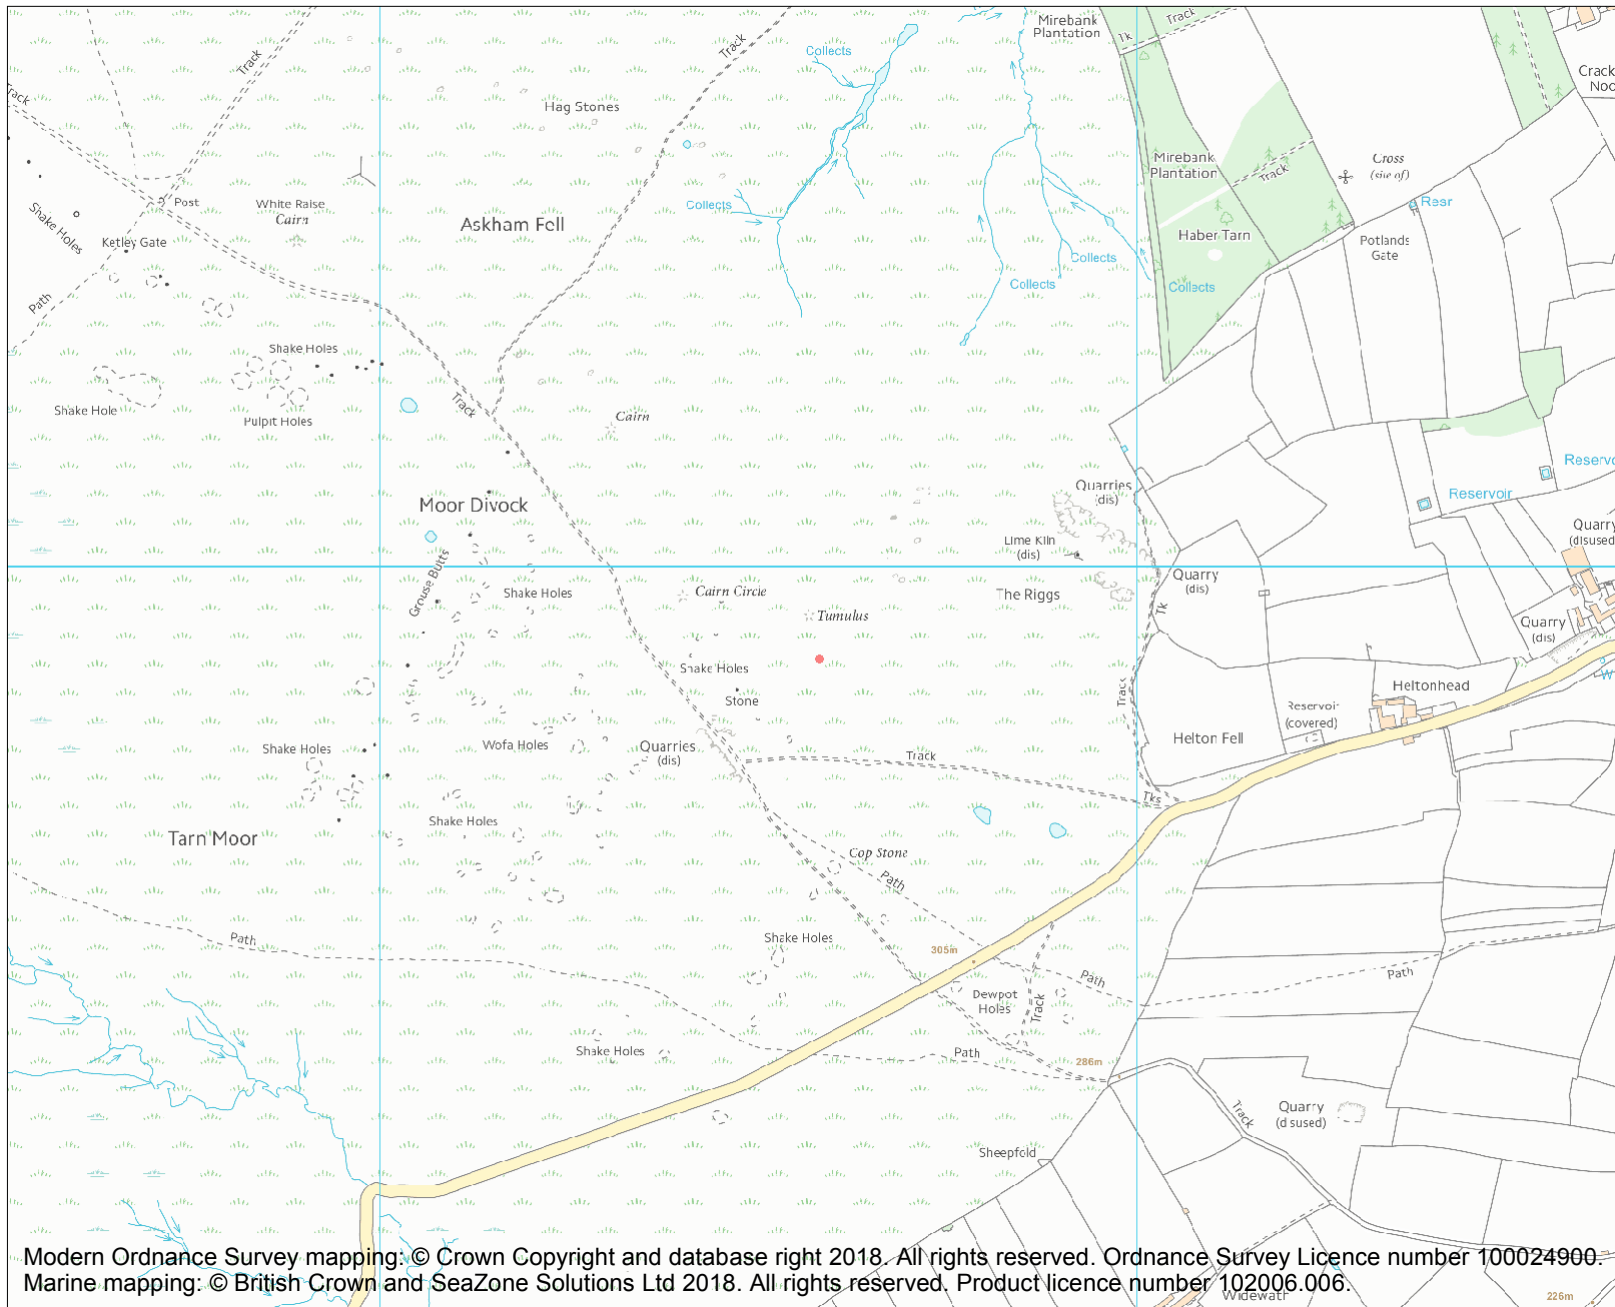 Mirebank
Plantation
Track
Tk
Track
Track
Collects
Track
Hag Stones
Mirebank
Plantation
Track
Cross
(site of)
Collects
Post
White Raise
Cairn
Askham Fell
Shake Holes
Ketley Gate
Haber Tarn
Potlands
Gate
Collects
Collects
Collects
Path
Shake Holes
Shake Hole
Pulpit Holes
Track
Cairn
Moor Divock
Quarries
(dis)
Reservoir
Lime Kiln
(dis)
Grouse Butts
Shake Holes
Cairn Circle
Tumulus
The Riggs
Quarry
(dis)
Tk
Quarry
(dis)
Shake Holes
Stone
Track
Heltonhead
Reservoir
(covered)
Helton Fell
Shake Holes
Wofa Holes
Quarries
(dis)
Track
Tks
Shake Holes
Tarn Moor
Cop Stone
Path
Path
Shake Holes
305m
Path
Path
Dewpot
Holes
Track
Shake Holes
Path
286m
Track
Quarry
(disused)
Sheepfold
Modern Ordnance Survey mapping: © Crown Copyright and database right 2018. All rights reserved. Ordnance Survey Licence number 100024900.
Marine mapping: © British Crown and SeaZone Solutions Ltd 2018. All rights reserved. Product licence number 102006.006.
Widewath
226m